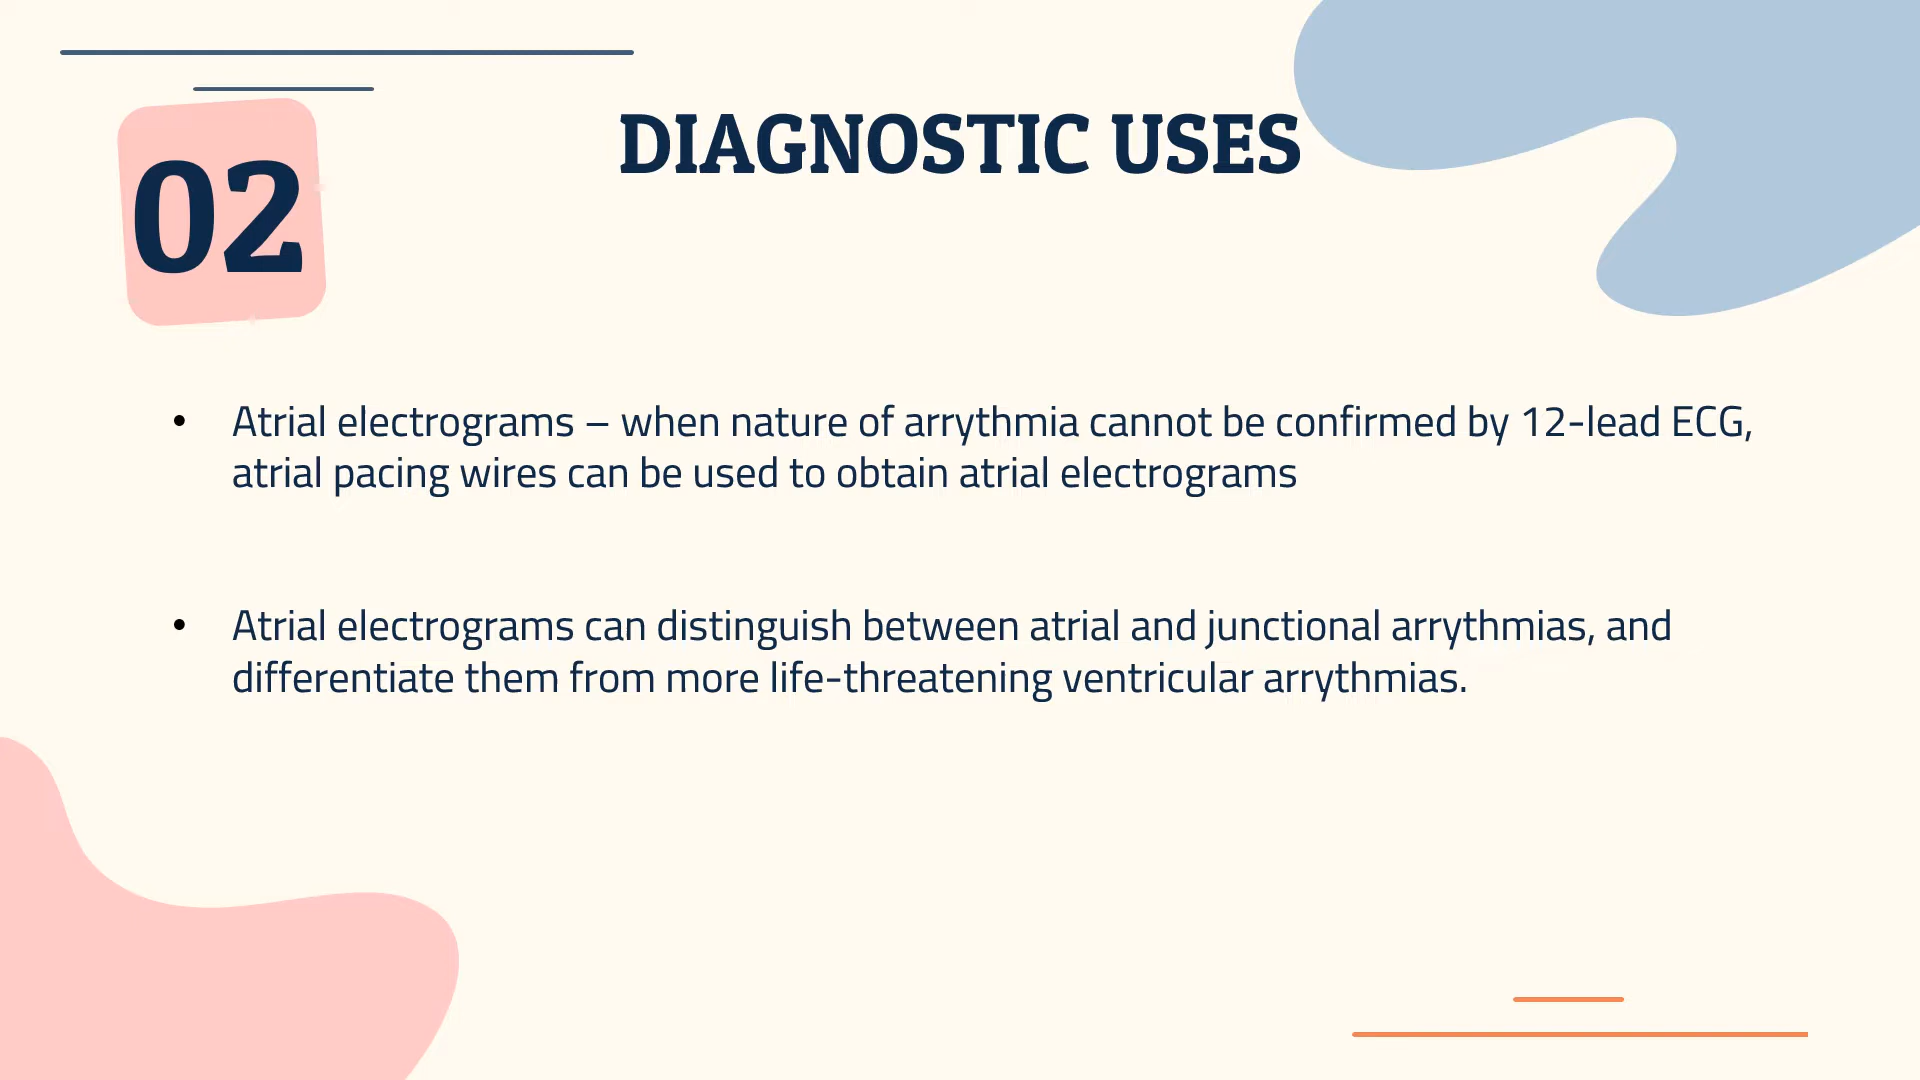 02
DIAGNOSTIC USES
• Atrial electrograms – when nature of arrythmia cannot be confirmed by 12-lead ECG,
atrial pacing wires can be used to obtain atrial electrograms
• Atrial electrograms can distinguish between atrial and junctional arrythmias, and
differentiate them from more life-threatening ventricular arrythmias.